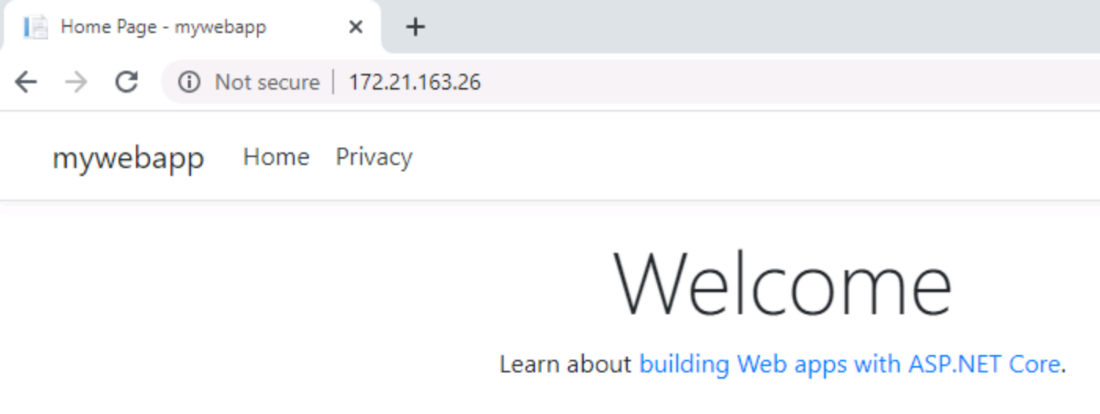 Home Page - mywebapp
Not secure 172.21.163.26
mywebapp Home Privacy
Welcome
Learn about building Web apps with ASP.NET Core.